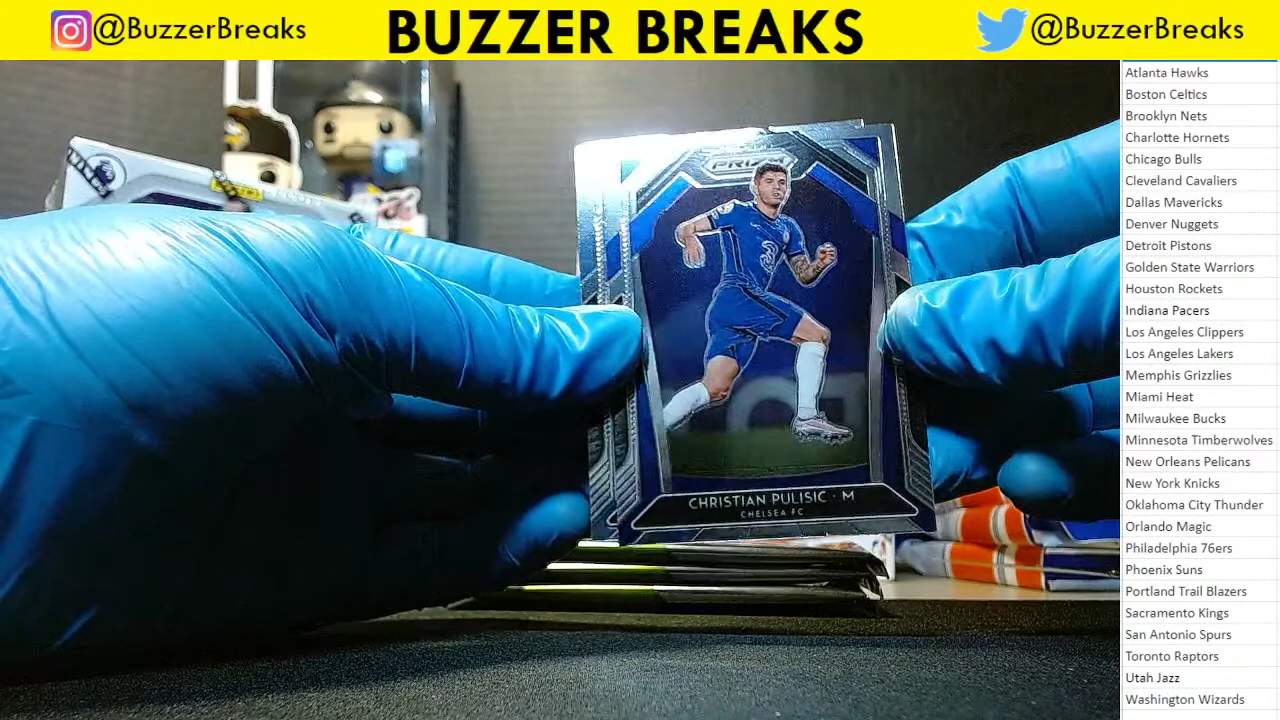 @BuzzerBreaks
BUZZER BREAKS
@BuzzerBreaks
PRIZM
CHRISTIAN PULISIC · M
CHELSEA FC
Atlanta Hawks
Boston Celtics
Brooklyn Nets
Charlotte Hornets
Chicago Bulls
Cleveland Cavaliers
Dallas Mavericks
Denver Nuggets
Detroit Pistons
Golden State Warriors
Houston Rockets
Indiana Pacers
Los Angeles Clippers
Los Angeles Lakers
Memphis Grizzlies
Miami Heat
Milwaukee Bucks
Minnesota Timberwolves
New Orleans Pelicans
New York Knicks
Oklahoma City Thunder
Orlando Magic
Philadelphia 76ers
Phoenix Suns
Portland Trail Blazers
Sacramento Kings
San Antonio Spurs
Toronto Raptors
Utah Jazz
Washington Wizards